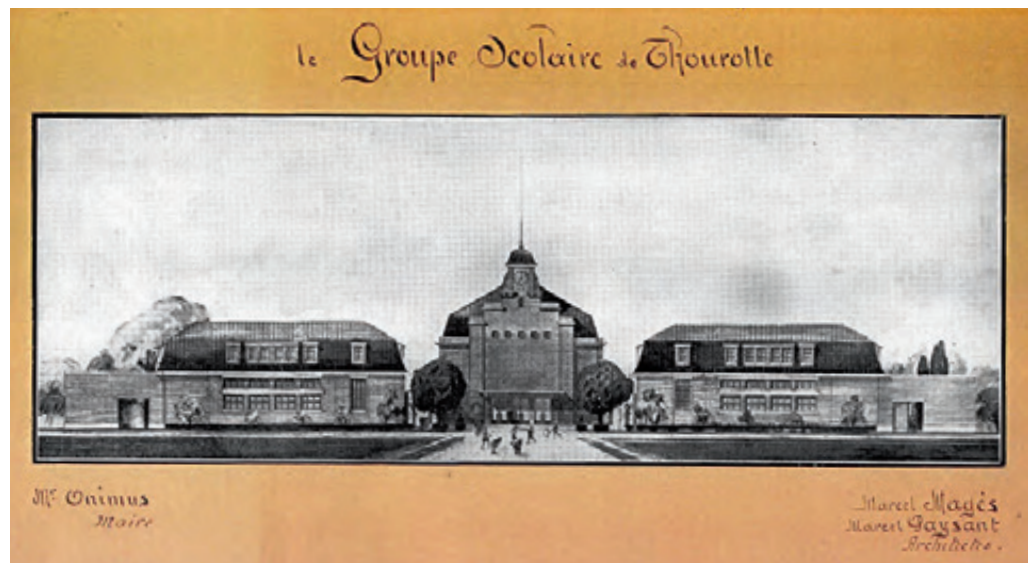 le Groupe Scolaire de Thourotte
Mr Onimus
Maire
Marcel Magès
Marcel Gaysant
Architectes.